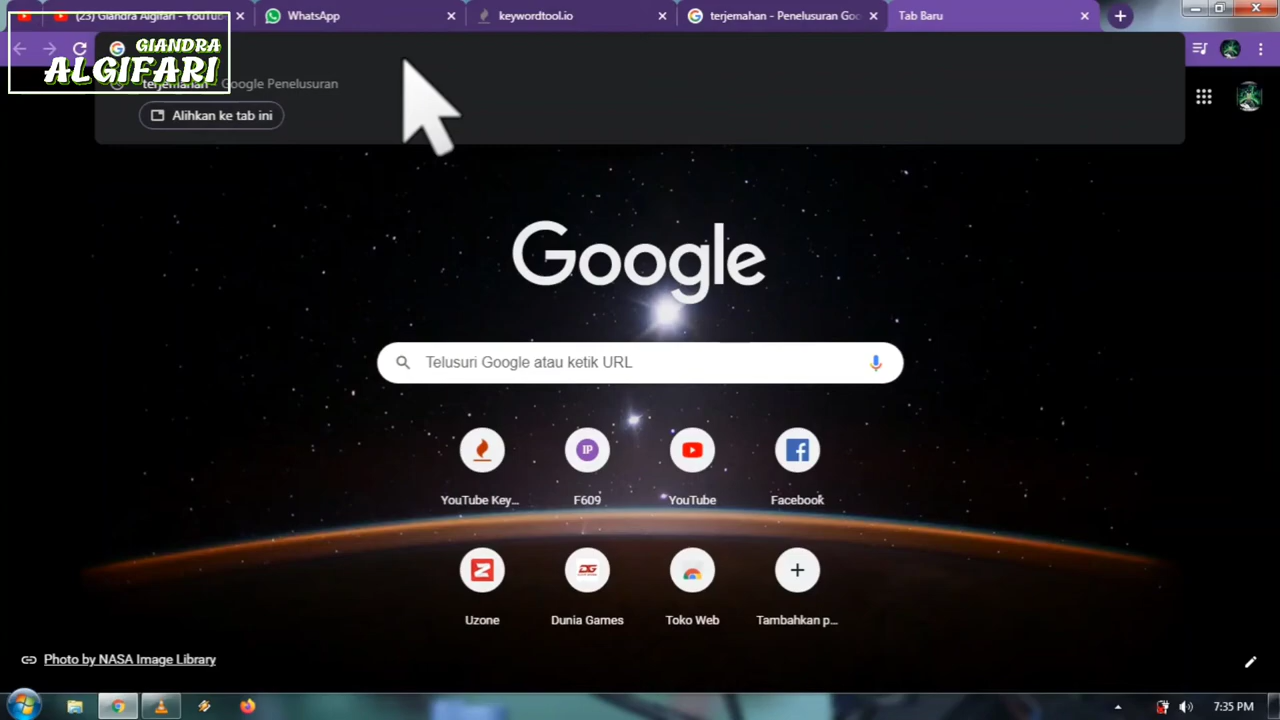 (23) Giandra Algifari - YouTube
WhatsApp
keywordtool.io
terjemahan - Penelusuran Goo
Tab Baru
GIANDRA
ALGIFARI
terjemahan - Google Penelusuran
Alihkan ke tab ini
Google
Telusuri Google atau ketik URL
YouTube Key...
F609
YouTube
Facebook
IP
Uzone
Dunia Games
Toko Web
Tambahkan p...
DG
Photo by NASA Image Library
7:35 PM